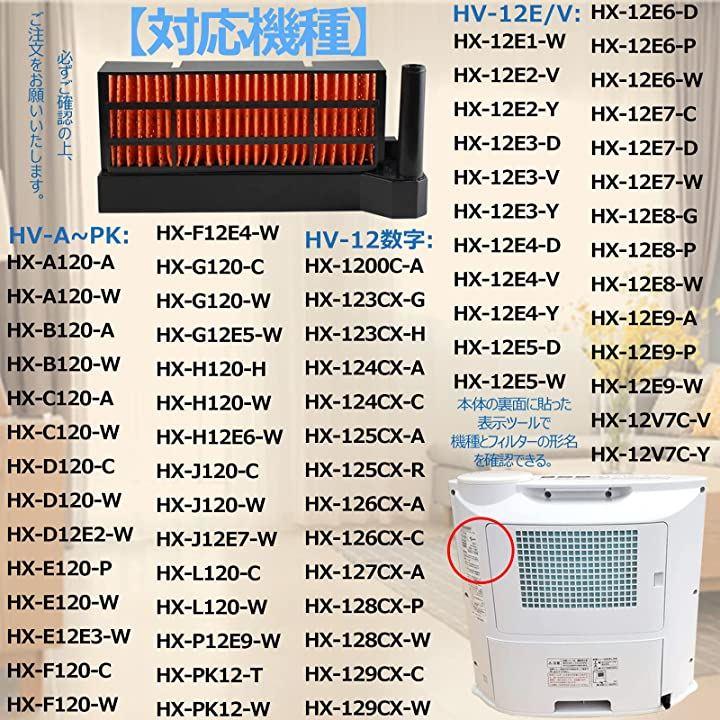 【対応機種】
必ずご確認の上、
ご注文をお願いいたします。
HV-A~PK:
HX-A120-A
HX-A120-W
HX-B120-A
HX-B120-W
HX-C120-A
HX-C120-W
HX-D120-C
HX-D120-W
HX-D12E2-W
HX-E120-P
HX-E120-W
HX-E12E3-W
HX-F120-C
HX-F120-W
HX-F12E4-W
HX-G120-C
HX-G120-W
HX-G12E5-W
HX-H120-H
HX-H120-W
HX-H12E6-W
HX-J120-C
HX-J120-W
HX-J12E7-W
HX-L120-C
HX-L120-W
HX-P12E9-W
HX-PK12-T
HX-PK12-W
HV-12数字:
HX-1200C-A
HX-123CX-G
HX-123CX-H
HX-124CX-A
HX-124CX-C
HX-125CX-A
HX-125CX-R
HX-126CX-A
HX-126CX-C
HX-127CX-A
HX-128CX-P
HX-128CX-W
HX-129CX-C
HX-129CX-W
HV-12E/V:
HX-12E1-W
HX-12E2-V
HX-12E2-Y
HX-12E3-D
HX-12E3-V
HX-12E3-Y
HX-12E4-D
HX-12E4-V
HX-12E4-Y
HX-12E5-D
HX-12E5-W
HX-12E6-D
HX-12E6-P
HX-12E6-W
HX-12E7-C
HX-12E7-D
HX-12E7-W
HX-12E8-G
HX-12E8-P
HX-12E8-W
HX-12E9-A
HX-12E9-P
HX-12E9-W
HX-12V7C-V
HX-12V7C-Y
本体の裏面に貼った
表示ツールで
機種とフィルターの形名
を確認できる。